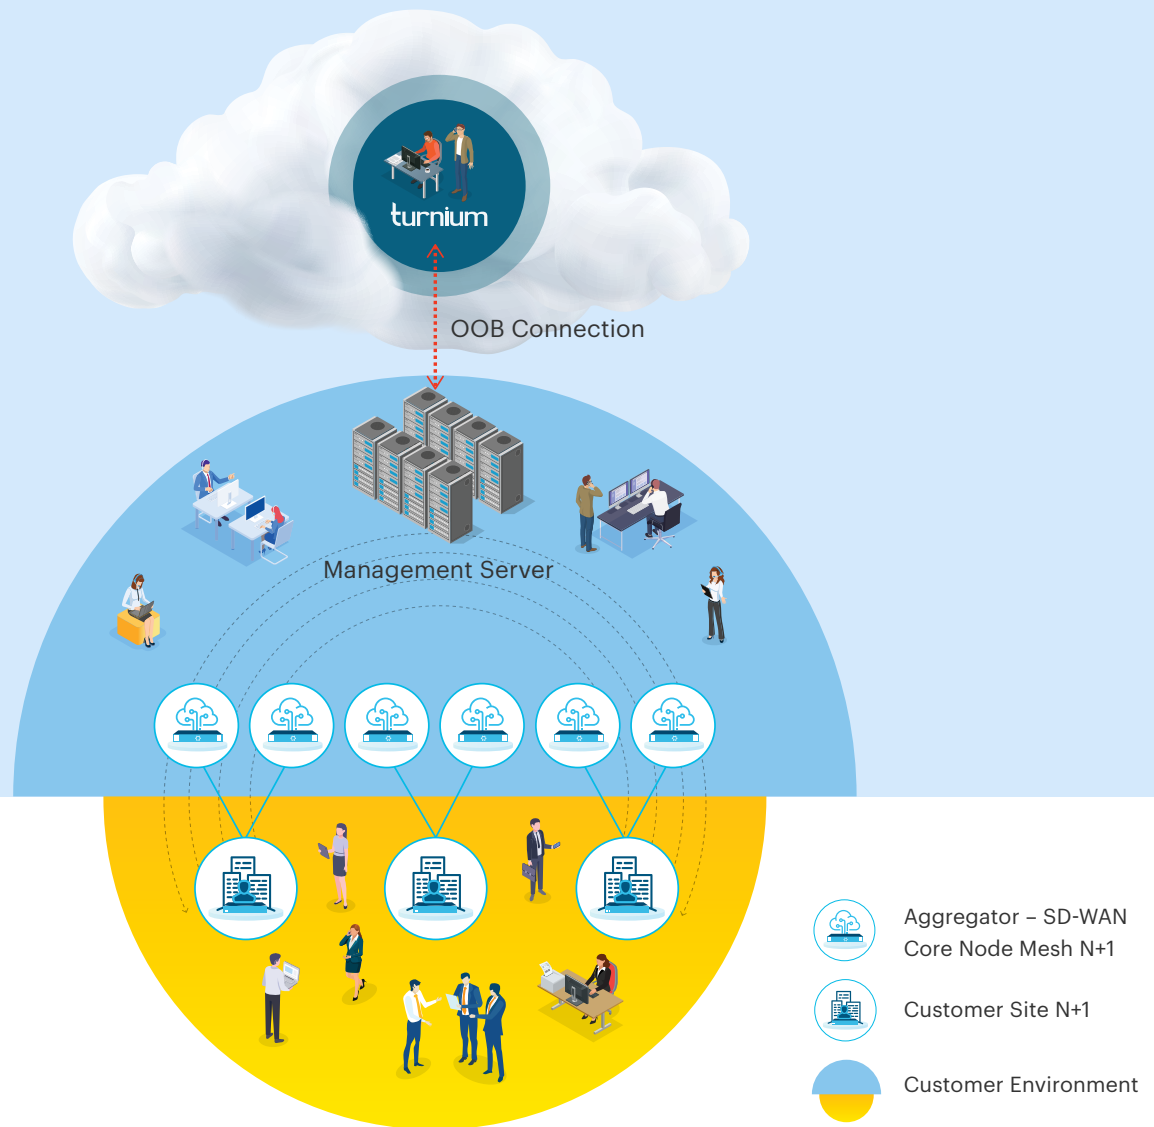 turnium
OOB Connection
Management Server
Aggregator – SD-WAN
Core Node Mesh N+1
Customer Site N+1
Customer Environment